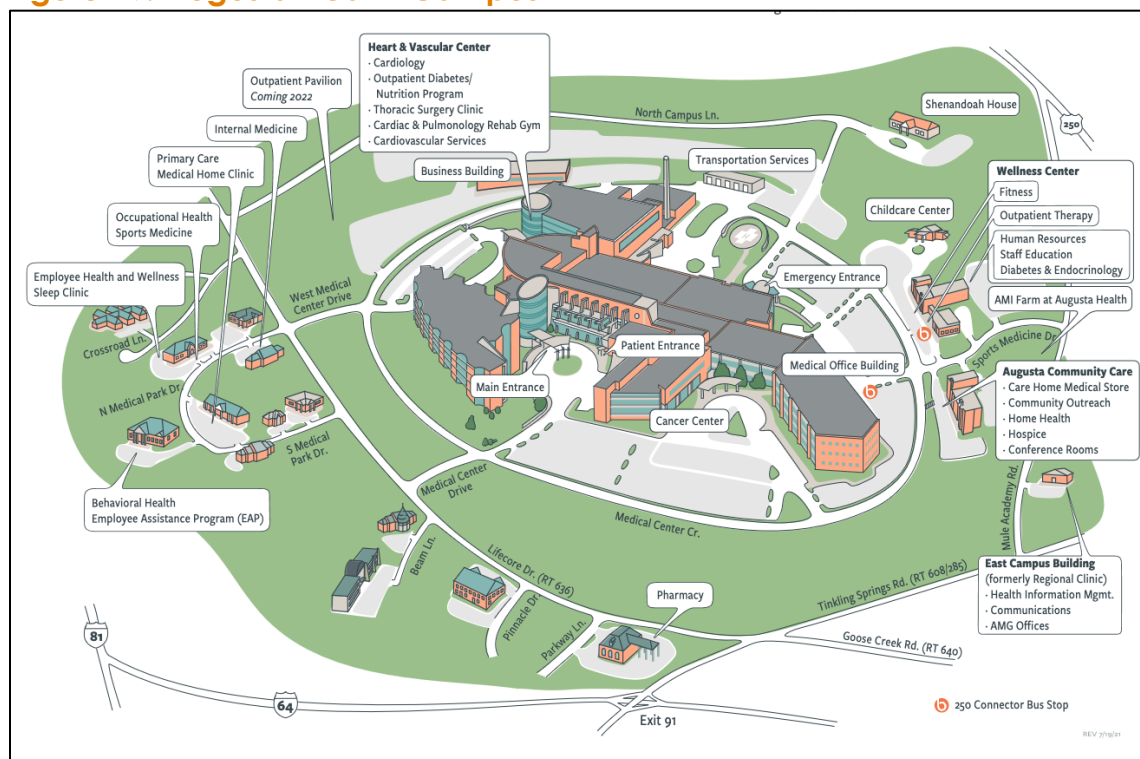 Heart & Vascular Center
· Cardiology
· Outpatient Diabetes/
Nutrition Program
· Thoracic Surgery Clinic
· Cardiac & Pulmonology Rehab Gym
· Cardiovascular Services
Outpatient Pavilion
Coming 2022
Internal Medicine
Primary Care
Medical Home Clinic
Occupational Health
Sports Medicine
Employee Health and Wellness
Sleep Clinic
Business Building
North Campus Ln.
Transportation Services
Shenandoah House
250
Wellness Center
Fitness
Outpatient Therapy
Human Resources
Staff Education
Diabetes & Endocrinology
Childcare Center
AMI Farm at Augusta Health
Emergency Entrance
West Medical
Center Drive
Crossroad Ln.
N Medical Park Dr.
S Medical
Park Dr.
Patient Entrance
Main Entrance
Medical Office Building
Cancer Center
b
b
Sports Medicine Dr.
Augusta Community Care
· Care Home Medical Store
· Community Outreach
· Home Health
· Hospice
· Conference Rooms
Behavioral Health
Employee Assistance Program (EAP)
Medical Center
Drive
Medical Center Cr.
Mule Academy Rd.
Beam Ln.
Lifecore Dr. (RT 636)
Pinnacle Dr.
Parkway Ln.
Pharmacy
Tinkling Springs Rd. (RT 608/285)
East Campus Building
(formerly Regional Clinic)
· Health Information Mgmt.
· Communications
· AMG Offices
Goose Creek Rd. (RT 640)
81
64
Exit 91
b 250 Connector Bus Stop
REV 7/19/21